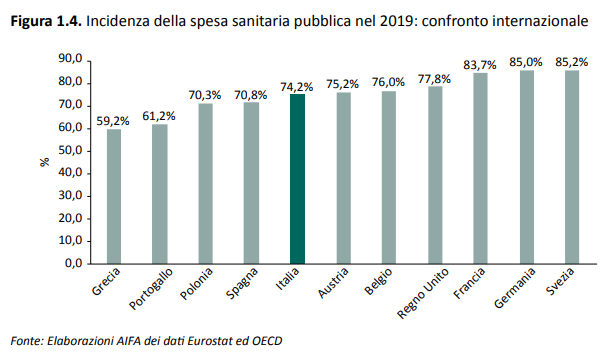 Figura 1.4. Incidenza della spesa sanitaria pubblica nel 2019: confronto internazionale
90,0
80,0
70,0
60,0
50,0
40,0
30,0
20,0
10,0
0,0
%
59,2%
61,2%
70,3%
70,8%
74,2%
75,2%
76,0%
77,8%
83,7%
85,0%
85,2%
Grecia
Portogallo
Polonia
Spagna
Italia
Austria
Belgio
Regno Unito
Francia
Germania
Svezia
Fonte: Elaborazioni AIFA dei dati Eurostat ed OECD